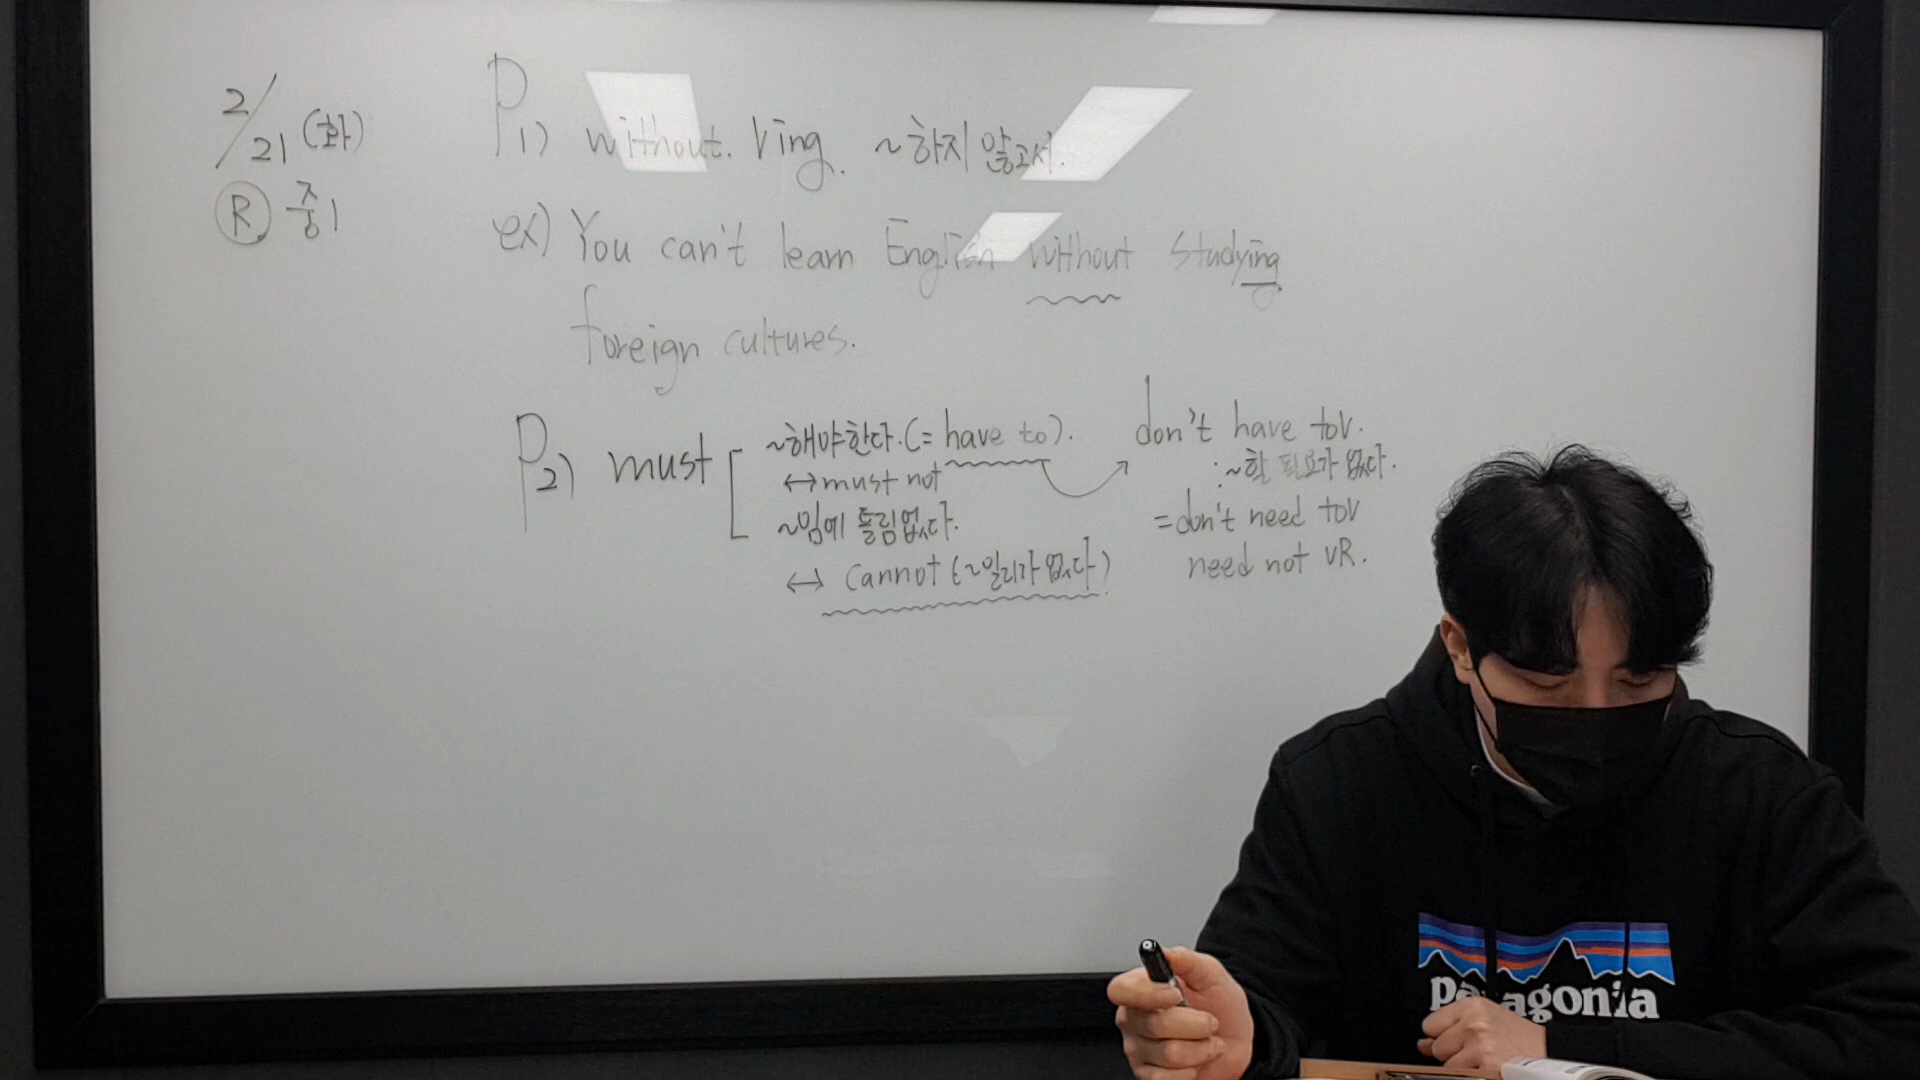 2/21 (화)
Ⓡ 중1
P1) without. Ving. ~하지 않고서.
ex) You can't learn English without studying
foreign cultures.
P2) must [ ~해야한다. (= have to).
↔ must not
~임에 틀림없다.
↔ cannot (~일리가 없다)
don't have toV.
: ~할 필요가 없다.
= don't need toV
need not VR.
patagonia